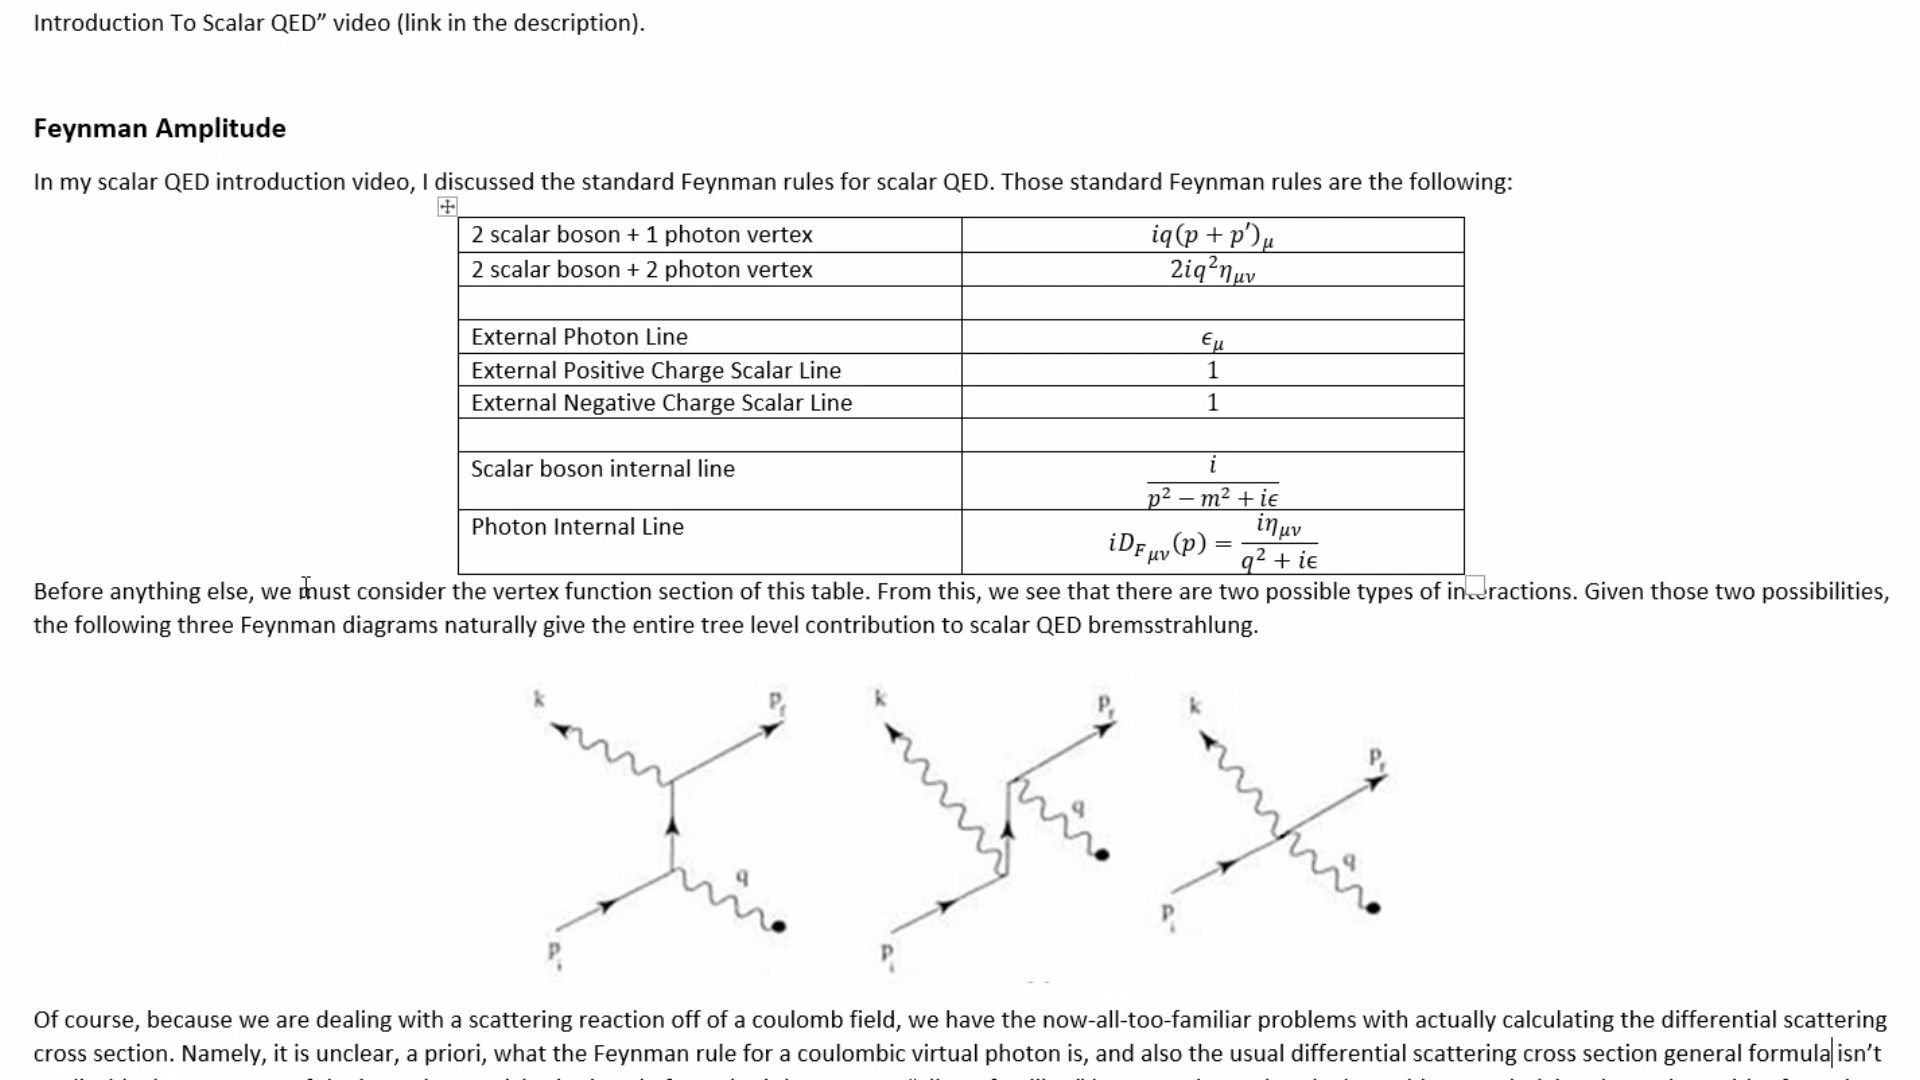 Introduction To Scalar QED” video (link in the description).
Feynman Amplitude
In my scalar QED introduction video, I discussed the standard Feynman rules for scalar QED. Those standard Feynman rules are the following:
2 scalar boson + 1 photon vertex iq(p + p′)_μ
2 scalar boson + 2 photon vertex 2iq²η_μν
External Photon Line ϵ_μ
External Positive Charge Scalar Line 1
External Negative Charge Scalar Line 1
Scalar boson internal line i / (p² − m² + iϵ)
Photon Internal Line iD_F μν(p) = iη_μν / (q² + iϵ)
Before anything else, we must consider the vertex function section of this table. From this, we see that there are two possible types of interactions. Given those two possibilities,
the following three Feynman diagrams naturally give the entire tree level contribution to scalar QED bremsstrahlung.
k P_f k P_f k P_f
q q q
P_i P_i P_i
Of course, because we are dealing with a scattering reaction off of a coulomb field, we have the now-all-too-familiar problems with actually calculating the differential scattering
cross section. Namely, it is unclear, a priori, what the Feynman rule for a coulombic virtual photon is, and also the usual differential scattering cross section general formula isn’t